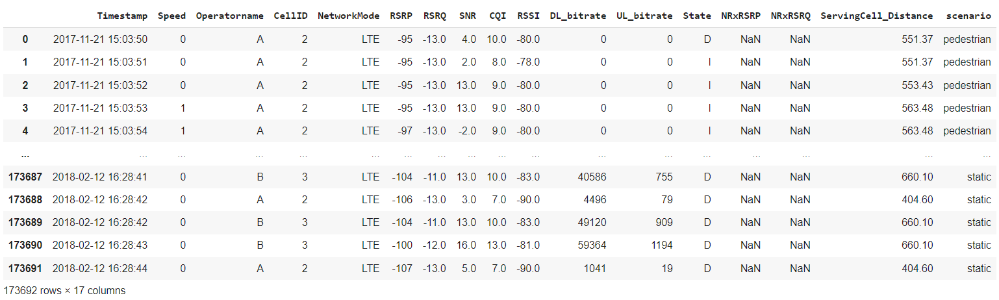 Timestamp Speed Operatorname CellID NetworkMode RSRP RSRQ SNR CQI RSSI DL_bitrate UL_bitrate State NRxRSRP NRxRSRQ ServingCell_Distance scenario
0 2017-11-21 15:03:50 0 A 2 LTE -95 -13.0 4.0 10.0 -80.0 0 0 D NaN NaN 551.37 pedestrian
1 2017-11-21 15:03:51 0 A 2 LTE -95 -13.0 2.0 8.0 -78.0 0 0 I NaN NaN 551.37 pedestrian
2 2017-11-21 15:03:52 0 A 2 LTE -95 -13.0 13.0 9.0 -80.0 0 0 I NaN NaN 553.43 pedestrian
3 2017-11-21 15:03:53 1 A 2 LTE -95 -13.0 13.0 9.0 -80.0 0 0 I NaN NaN 563.48 pedestrian
4 2017-11-21 15:03:54 1 A 2 LTE -97 -13.0 -2.0 9.0 -80.0 0 0 I NaN NaN 563.48 pedestrian
... ... ... ... ... ... ... ... ... ... ... ... ... ... ... ... ... ...
173687 2018-02-12 16:28:41 0 B 3 LTE -104 -11.0 13.0 10.0 -83.0 40586 755 D NaN NaN 660.10 static
173688 2018-02-12 16:28:42 0 A 2 LTE -106 -13.0 3.0 7.0 -90.0 4496 79 D NaN NaN 404.60 static
173689 2018-02-12 16:28:42 0 B 3 LTE -104 -11.0 13.0 10.0 -83.0 49120 909 D NaN NaN 660.10 static
173690 2018-02-12 16:28:43 0 B 3 LTE -100 -12.0 16.0 13.0 -81.0 59364 1194 D NaN NaN 660.10 static
173691 2018-02-12 16:28:44 0 A 2 LTE -107 -13.0 5.0 7.0 -90.0 1041 19 D NaN NaN 404.60 static
173692 rows × 17 columns